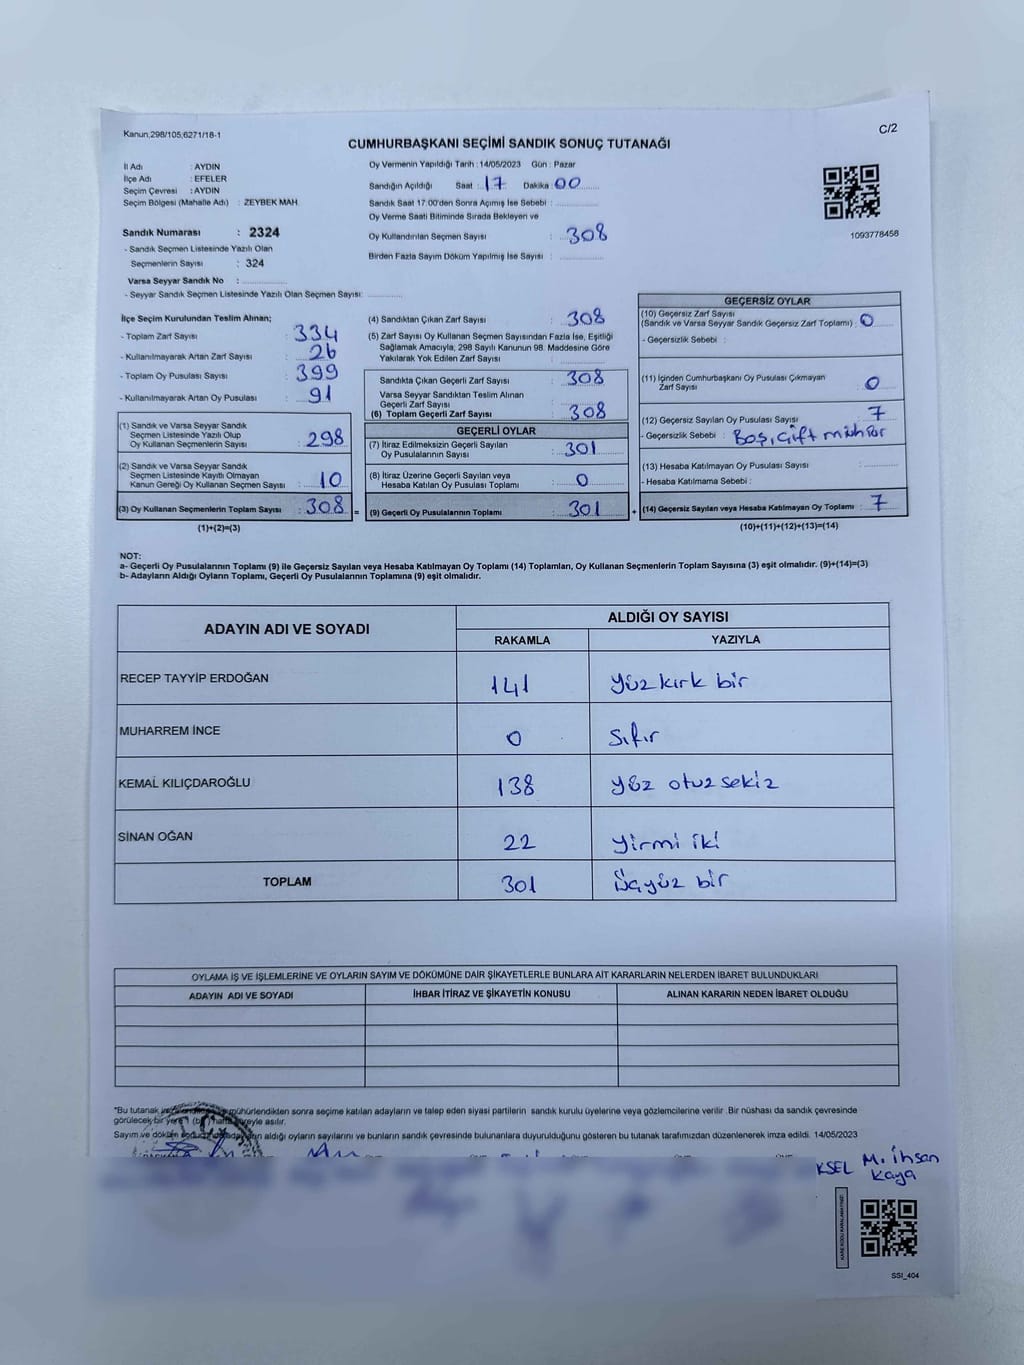 Kanun,298/105,6271/18-1
C/2
CUMHURBAŞKANI SEÇİMİ SANDIK SONUÇ TUTANAĞI
İl Adı : AYDIN
İlçe Adı : EFELER
Seçim Çevresi : AYDIN
Seçim Bölgesi (Mahalle Adı) : ZEYBEK MAH.
Sandık Numarası : 2324
- Sandık Seçmen Listesinde Yazılı Olan
Seçmenlerin Sayısı : 324
Varsa Seyyar Sandık No :
- Seyyar Sandık Seçmen Listesinde Yazılı Olan Seçmen Sayısı:
Oy Vermenin Yapıldığı Tarih :14/05/2023 Gün : Pazar
Sandığın Açıldığı Saat : 17 Dakika : 00
Sandık Saat 17.00'den Sonra Açımış İse Sebebi :
Oy Verme Saati Bitiminde Sırada Bekleyen ve
Oy Kullandırılan Seçmen Sayısı : 308
Birden Fazla Sayım Döküm Yapılmış İse Sayısı :
1093778458
İlçe Seçim Kurulundan Teslim Alınan;
- Toplam Zarf Sayısı : 334
- Kullanılmayarak Artan Zarf Sayısı : 26
- Toplam Oy Pusulası Sayısı : 399
- Kullanılmayarak Artan Oy Pusulası : 91
(1) Sandık ve Varsa Seyyar Sandık
Seçmen Listesinde Yazılı Olup
Oy Kullanan Seçmenlerin Sayısı : 298
(2) Sandık ve Varsa Seyyar Sandık
Seçmen Listesinde Kayıtlı Olmayan
Kanun Gereği Oy Kullanan Seçmen Sayısı : 10
(3) Oy Kullanan Seçmenlerin Toplam Sayısı : 308 =
(1)+(2)=(3)
(4) Sandıktan Çıkan Zarf Sayısı : 308
(5) Zarf Sayısı Oy Kullanan Seçmen Sayısından Fazla İse, Eşitliği
Sağlamak Amacıyla, 298 Sayılı Kanunun 98. Maddesine Göre
Yakılarak Yok Edilen Zarf Sayısı :
Sandıkta Çıkan Geçerli Zarf Sayısı : 308
Varsa Seyyar Sandıktan Teslim Alınan
Geçerli Zarf Sayısı :
(6) Toplam Geçerli Zarf Sayısı : 308
GEÇERLİ OYLAR
(7) İtiraz Edilmeksizin Geçerli Sayılan
Oy Pusulalarının Sayısı : 301
(8) İtiraz Üzerine Geçerli Sayılan veya
Hesaba Katılan Oy Pusulası Toplamı : 0
(9) Geçerli Oy Pusulalarının Toplamı : 301 +
GEÇERSİZ OYLAR
(10) Geçersiz Zarf Sayısı
(Sandık ve Varsa Seyyar Sandık Geçersiz Zarf Toplamı) : 0
- Geçersizlik Sebebi :
(11) İçinden Cumhurbaşkanı Oy Pusulası Çıkmayan
Zarf Sayısı : 0
(12) Geçersiz Sayılan Oy Pusulası Sayısı : 7
- Geçersizlik Sebebi : Boş, Çift mühür
(13) Hesaba Katılmayan Oy Pusulası Sayısı :
- Hesaba Katılmama Sebebi :
(14) Geçersiz Sayılan veya Hesaba Katılmayan Oy Toplamı : 7
(10)+(11)+(12)+(13)=(14)
NOT:
a- Geçerli Oy Pusulalarının Toplamı (9) ile Geçersiz Sayılan veya Hesaba Katılmayan Oy Toplamı (14) Toplamları, Oy Kullanan Seçmenlerin Toplam Sayısına (3) eşit olmalıdır. (9)+(14)=(3)
b- Adayların Aldığı Oyların Toplamı, Geçerli Oy Pusulalarının Toplamına (9) eşit olmalıdır.
ADAYIN ADI VE SOYADI
ALDIĞI OY SAYISI
RAKAMLA YAZIYLA
RECEP TAYYİP ERDOĞAN 141 yüz kırk bir
MUHARREM İNCE 0 sıfır
KEMAL KILIÇDAROĞLU 138 yüz otuz sekiz
SİNAN OĞAN 22 yirmi iki
TOPLAM 301 Üçyüz bir
OYLAMA İŞ VE İŞLEMLERİNE VE OYLARIN SAYIM VE DÖKÜMÜNE DAİR ŞİKAYETLERLE BUNLARA AİT KARARLARIN NELERDEN İBARET BULUNDUKLARI
ADAYIN ADI VE SOYADI İHBAR İTİRAZ VE ŞİKAYETİN KONUSU ALINAN KARARIN NEDEN İBARET OLDUĞU
*Bu tutanak mühürlendikten sonra seçime katılan adayların ve talep eden siyasi partilerin sandık kurulu üyelerine veya gözlemcilerine verilir .Bir nüshası da sandık çevresinde
görülecek bir yere 1 (bir) hafta süreyle asılır.
Sayım ve döküm aldığı oyların sayılarını ve bunların sandık çevresinde bulunanlara duyurulduğunu gösteren bu tutanak tarafımızdan düzenlenerek imza edildi. 14/05/2023
KSEL M. İhsan
Kaya
SSI_404